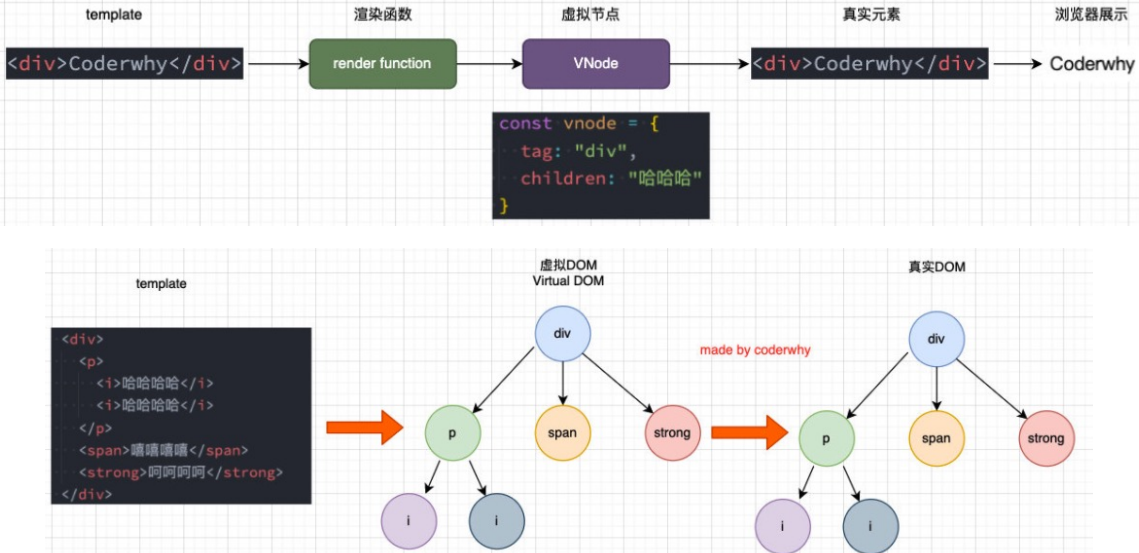 template
渲染函数
虚拟节点
真实元素
浏览器展示
<div>Coderwhy</div>
render function
VNode
<div>Coderwhy</div>
Coderwhy
const vnode = {
tag: "div",
children: "哈哈哈"
}
template
虚拟DOM
Virtual DOM
真实DOM
<div>
<p>
<i>哈哈哈哈</i>
<i>哈哈哈哈</i>
</p>
<span>嘻嘻嘻嘻</span>
<strong>呵呵呵呵</strong>
</div>
div
p
span
strong
i
i
made by coderwhy
div
p
span
strong
i
i